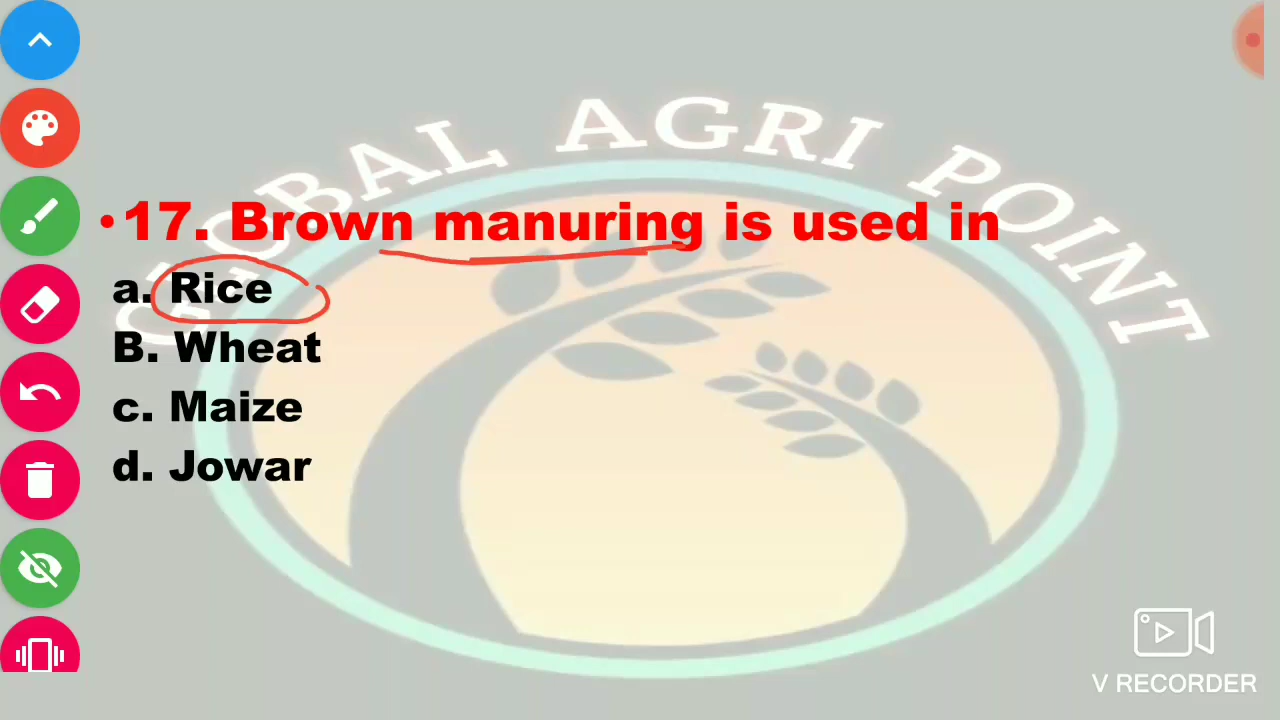 GLOBAL AGRI POINT
•17. Brown manuring is used in
a. Rice
B. Wheat
c. Maize
d. Jowar
V RECORDER